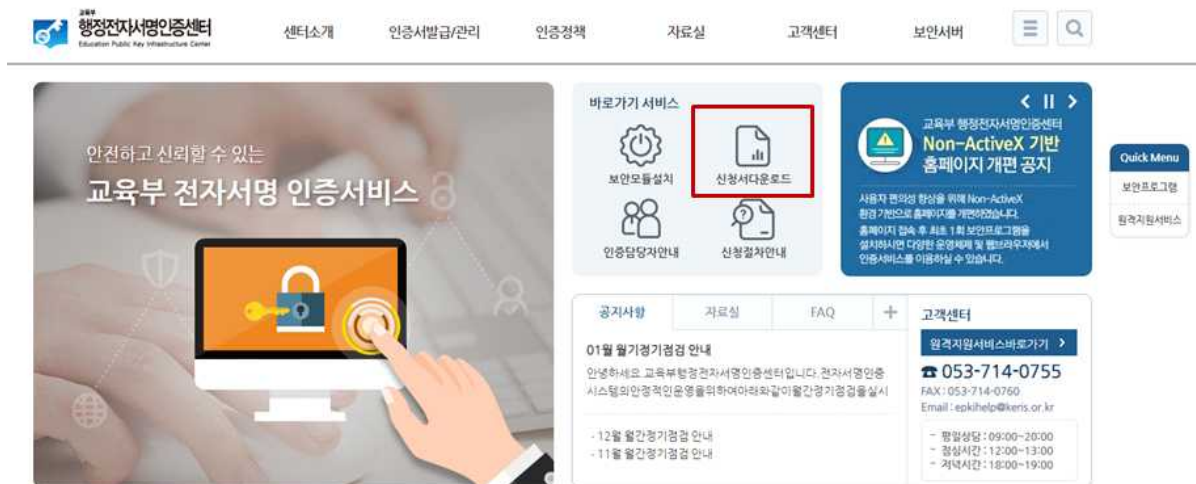 교육부
행정전자서명인증센터
Education Public Key Infrastructure Center
센터소개
인증서발급/관리
인증정책
자료실
고객센터
보안서버
안전하고 신뢰할 수 있는
교육부 전자서명 인증서비스
바로가기 서비스
보안모듈설치
신청서다운로드
인증담당자안내
신청절차안내
교육부 행정전자서명인증센터
Non-ActiveX 기반
홈페이지 개편 공지
사용자 편의성 향상을 위해 Non-ActiveX
환경 기반으로 홈페이지를 개편하였습니다.
홈페이지 접속 후 최초 1회 보안프로그램을
설치하시면 다양한 운영체제 및 웹브라우저에서
인증서비스를 이용하실 수 있습니다.
Quick Menu
보안프로그램
원격지원서비스
공지사항
자료실
FAQ
01월 월기정기점검 안내
안녕하세요 교육부행정전자서명인증센터입니다.전자서명인증
시스템의안정적인운영을위하여아래와같이월간정기점검을실시
- 12월 월간정기점검 안내
- 11월 월간정기점검 안내
고객센터
원격지원서비스바로가기
053-714-0755
FAX : 053-714-0760
Email : epkihelp@keris.or.kr
- 평일상담 : 09:00~20:00
- 점심시간 : 12:00~13:00
- 저녁시간 : 18:00~19:00